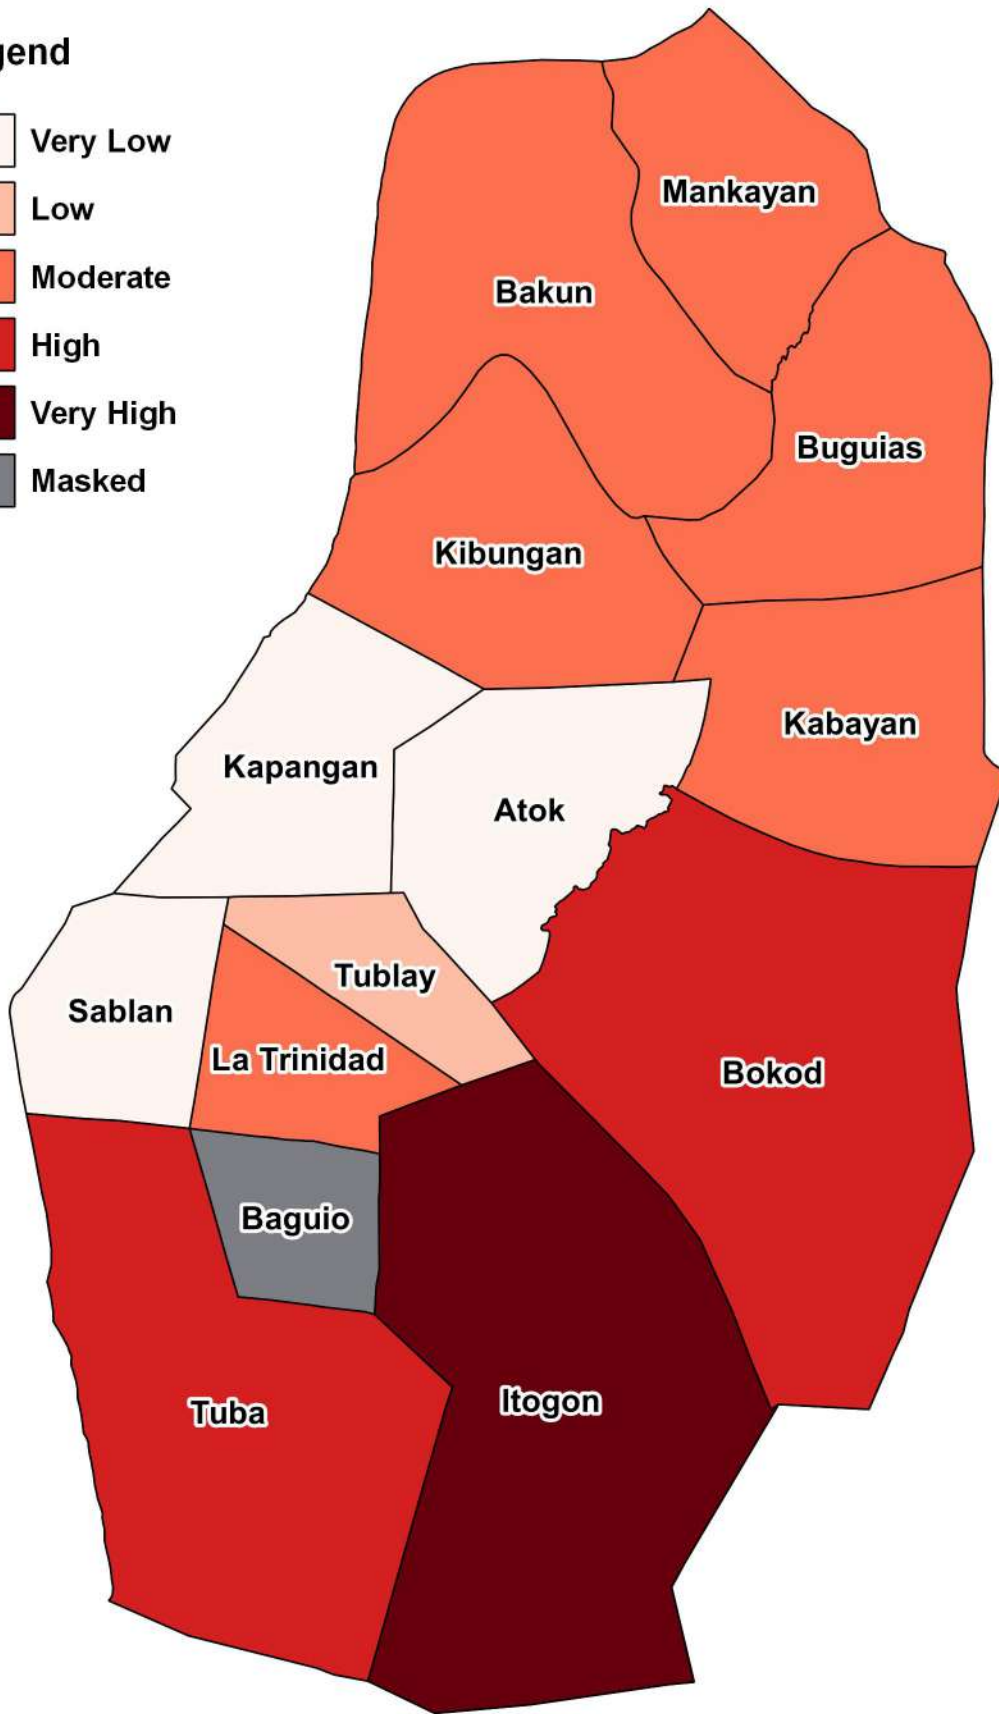 gend
Very Low
Low
Moderate
High
Very High
Masked
Mankayan
Bakun
Buguias
Kibungan
Kabayan
Kapangan
Atok
Tublay
Sablan
La Trinidad
Bokod
Baguio
Itogon
Tuba